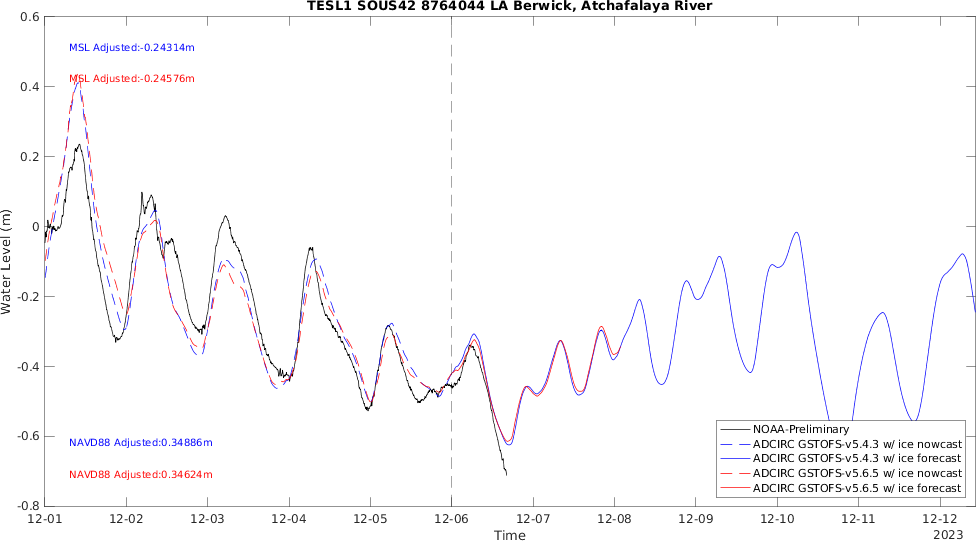 TESL1 SOUS42 8764044 LA Berwick, Atchafalaya River
0.6
MSL Adjusted:-0.24314m
MSL Adjusted:-0.24576m
0.4
0.2
0
-0.2
-0.4
-0.6
-0.8
Water Level (m)
NAVD88 Adjusted:0.34886m
NAVD88 Adjusted:0.34624m
NOAA-Preliminary
ADCIRC GSTOFS-v5.4.3 w/ ice nowcast
ADCIRC GSTOFS-v5.4.3 w/ ice forecast
ADCIRC GSTOFS-v5.6.5 w/ ice nowcast
ADCIRC GSTOFS-v5.6.5 w/ ice forecast
12-01 12-02 12-03 12-04 12-05 12-06 12-07 12-08 12-09 12-10 12-11 12-12
Time
2023